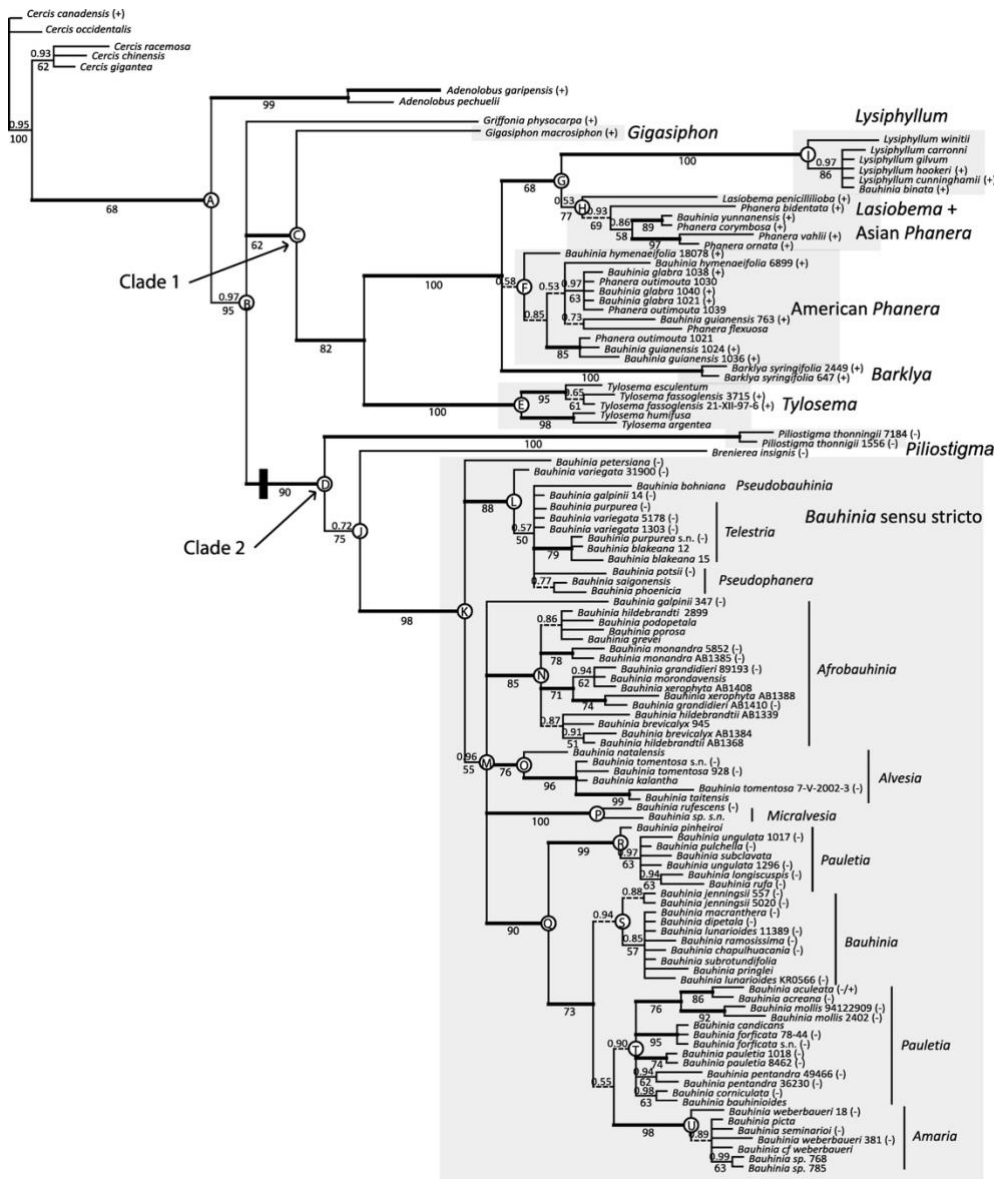 Cercis canadensis (+)
Cercis occidentalis
Cercis racemosa
0.93
Cercis chinensis
62
Cercis gigantea
0.95
100
Adenolobus garipensis (+)
99
Adenolobus pechuelii
Griffonia physocarpa (+)
Gigasiphon macrosiphon (+)
Gigasiphon
Lysiphyllum
Lysiphyllum winitii
I
100
Lysiphyllum carronni
0.97
Lysiphyllum gilvum
86
Lysiphyllum hookeri (+)
Lysiphyllum cunninghamii (+)
Bauhinia binata (+)
G
68
A
68
0.53
H
77
Lasiobema penicillilioba (+)
0.93
69
Phanera bidentata (+)
Lasiobema +
Asian Phanera
0.86
58
Bauhinia yunnanensis (+)
89
Phanera corymbosa (+)
Phanera vahlii (+)
97
Phanera ornata (+)
C
62
Clade 1
0.97
95
B
100
0.58
F
Bauhinia hymenaeifolia 18078 (+)
Bauhinia hymenaeifolia 6899 (+)
0.53
0.97
63
Bauhinia glabra 1038 (+)
Phanera outimouta 1030
Bauhinia glabra 1040 (+)
Bauhinia glabra 1021 (+)
Phanera outimouta 1039
American Phanera
0.85
0.73
Bauhinia guianensis 763 (+)
Phanera flexuosa
Phanera outimouta 1021
85
Bauhinia guianensis 1024 (+)
Bauhinia guianensis 1036 (+)
82
100
Barklya syringifolia 2449 (+)
Barklya syringifolia 647 (+)
Barklya
E
100
95
Tylosema esculentum
0.65
61
Tylosema fassoglensis 3715 (+)
Tylosema fassoglensis 21-XII-97-6 (+)
Tylosema
98
Tylosema humifusa
Tylosema argentea
100
Piliostigma thonningii 7184 (-)
Piliostigma thonnigii 1556 (-)
Piliostigma
Brenierea insignis (-)
D
90
Clade 2
0.72
75
J
98
K
Bauhinia petersiana (-)
Bauhinia variegata 31900 (-)
88
L
0.57
50
Bauhinia bohniana
Pseudobauhinia
Bauhinia galpinii 14 (-)
Bauhinia purpurea (-)
Bauhinia variegata 5178 (-)
Bauhinia variegata 1303 (-)
Bauhinia sensu stricto
Bauhinia purpurea s.n. (-)
79
Bauhinia blakeana 12
Bauhinia blakeana 15
Telestria
Bauhinia potsii (-)
0.77
Bauhinia saigonensis
Bauhinia phoenicia
Pseudophanera
Bauhinia galpinii 347 (-)
0.86
Bauhinia hildebrandti 2899
Bauhinia podopetala
Bauhinia porosa
Bauhinia grevei
85
N
78
Bauhinia monandra 5852 (-)
Bauhinia monandra AB1385 (-)
Afrobauhinia
71
0.94
62
Bauhinia grandidieri 89193 (-)
Bauhinia morondavensis
Bauhinia xerophyta AB1408
74
Bauhinia xerophyta AB1388
Bauhinia grandidieri AB1410 (-)
0.87
Bauhinia hildebrandtii AB1339
Bauhinia brevicalyx 945
0.91
51
Bauhinia brevicalyx AB1384
Bauhinia hildebrandtii AB1368
0.96
55
M
76
O
Bauhinia natalensis
96
Bauhinia tomentosa s.n. (-)
Bauhinia tomentosa 928 (-)
Bauhinia kalantha
Alvesia
99
Bauhinia tomentosa 7-V-2002-3 (-)
Bauhinia taitensis
100
P
Bauhinia rufescens (-)
Bauhinia sp. s.n.
Micralvesia
99
R
Bauhinia pinheiroi
0.97
63
Bauhinia ungulata 1017 (-)
Bauhinia pulchella (-)
Bauhinia subclavata
Bauhinia ungulata 1296 (-)
Pauletia
0.94
63
Bauhinia longiscuspis (-)
Bauhinia rufa (-)
90
Q
0.94
S
0.88
Bauhinia jenningsii 557 (-)
Bauhinia jenningsii 5020 (-)
0.85
57
Bauhinia macranthera (-)
Bauhinia dipetala (-)
Bauhinia lunarioides 11389 (-)
Bauhinia ramosissima (-)
Bauhinia chapulhuacania (-)
Bauhinia subrotundifolia
Bauhinia pringlei
Bauhinia lunarioides KR0566 (-)
Bauhinia
73
0.90
T
76
86
Bauhinia aculeata (-/+)
Bauhinia acreana (-)
92
Bauhinia mollis 94122909 (-)
Bauhinia mollis 2402 (-)
95
Bauhinia candicans
Bauhinia forficata 78-44 (-)
Bauhinia forficata s.n. (-)
Pauletia
74
Bauhinia pauletia 1018 (-)
Bauhinia pauletia 8462 (-)
0.94
62
Bauhinia pentandra 49466 (-)
Bauhinia pentandra 36230 (-)
0.98
63
Bauhinia corniculata (-)
Bauhinia bauhinioides
0.55
98
U
0.89
Bauhinia weberbaueri 18 (-)
Bauhinia picta
Bauhinia seminarioi (-)
Bauhinia weberbaueri 381 (-)
Bauhinia cf weberbaueri
Amaria
0.99
63
Bauhinia sp. 768
Bauhinia sp. 785